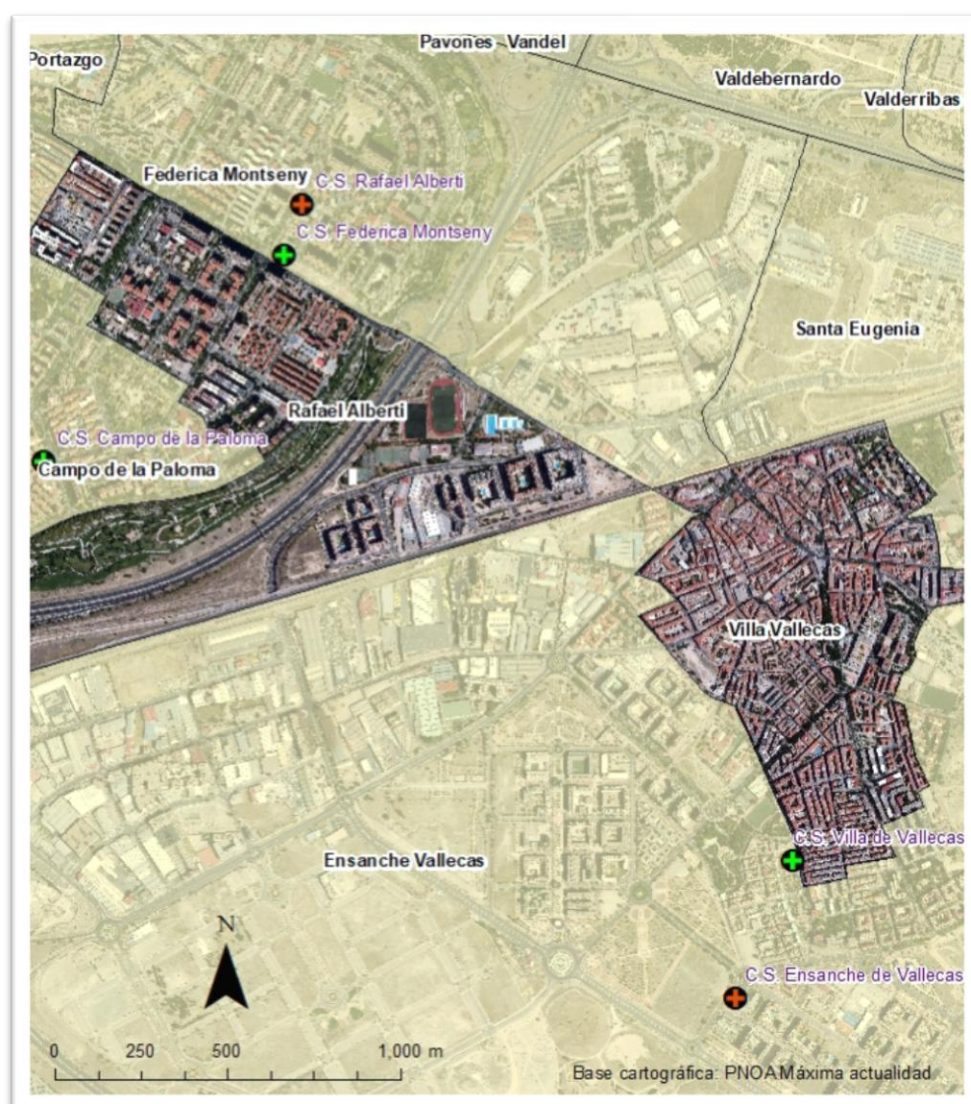 Pavones Vandel
Portazgo
Valdebernardo
Valderribas
Federica Montseny
C.S. Rafael Alberti
C.S. Federica Montseny
Santa Eugenia
Rafael Alberti
C.S. Campo de la Paloma
Campo de la Paloma
Villa Vallecas
C.S. Villa de Vallecas
Ensanche Vallecas
N
C.S. Ensanche de Vallecas
0 250 500 1,000 m
Base cartográfica: PNOA Máxima actualidad